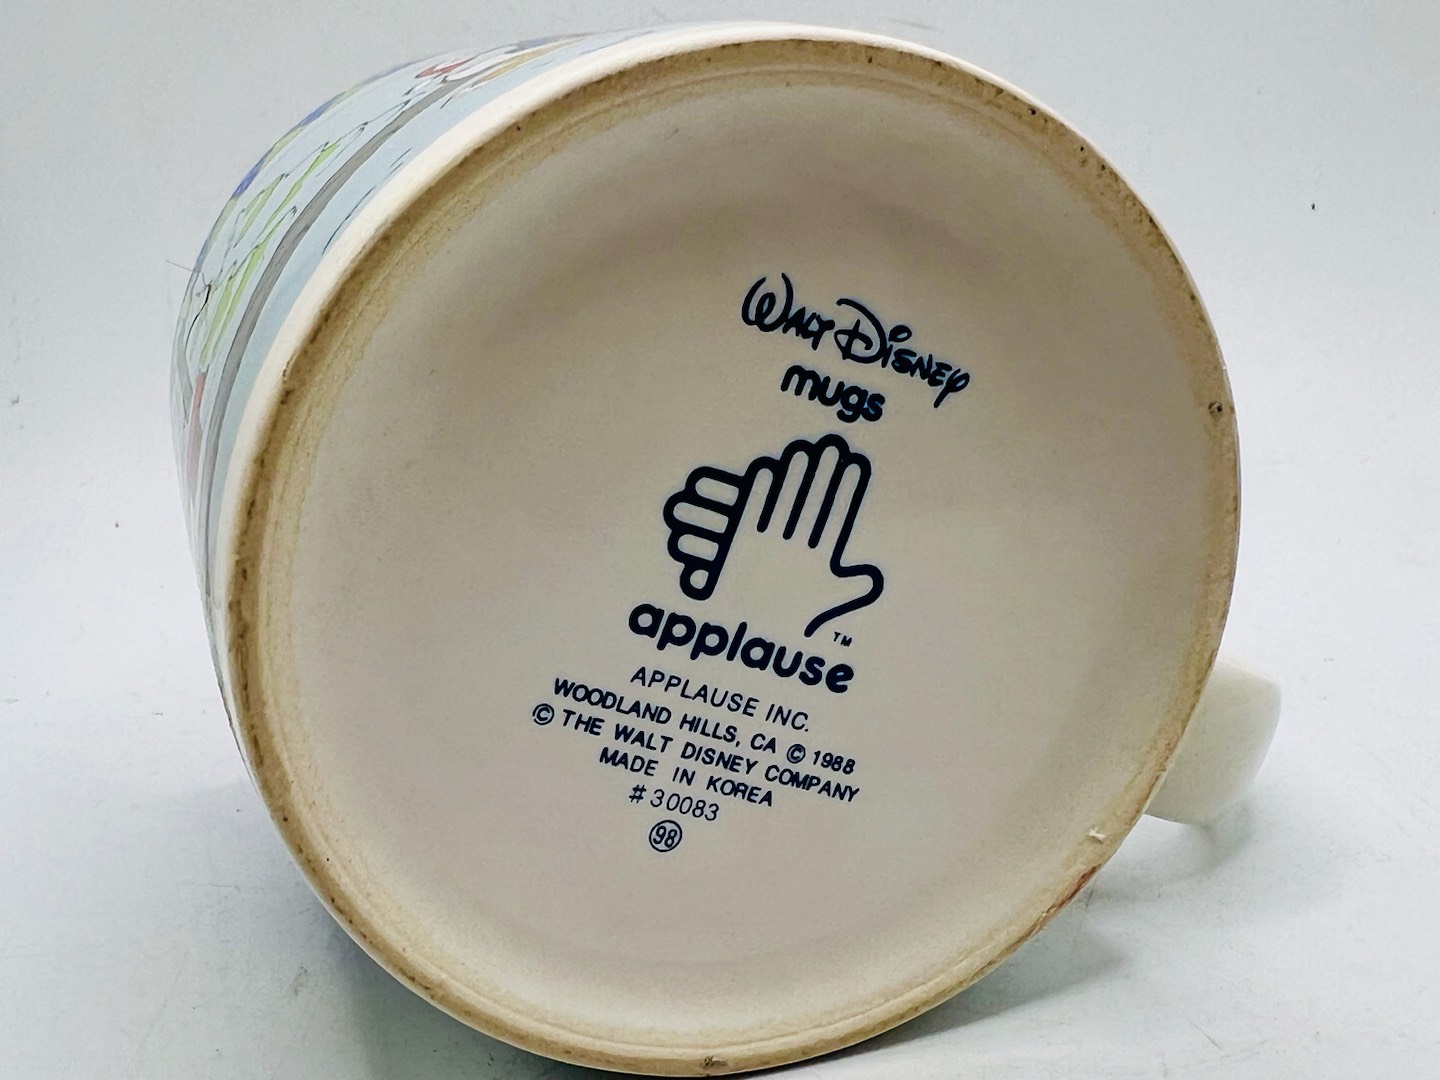 WALT DISNEY
mugs
applause ™
APPLAUSE INC.
WOODLAND HILLS, CA © 1988
© THE WALT DISNEY COMPANY
MADE IN KOREA
#30083
98